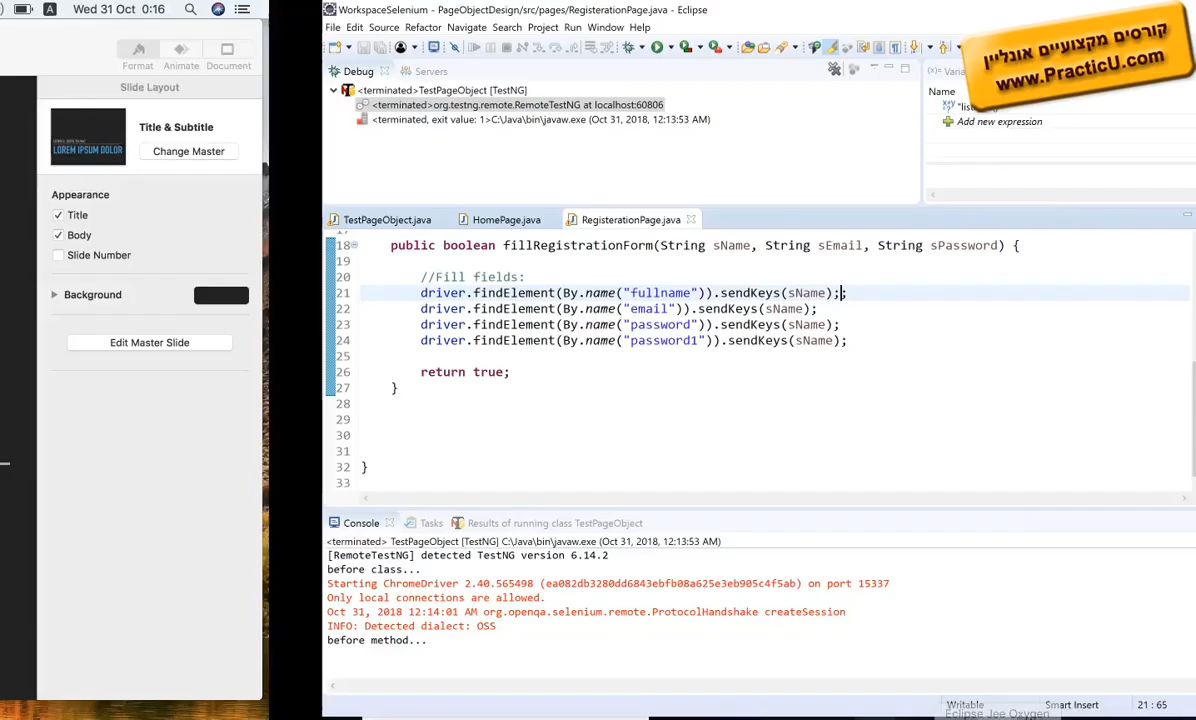 A Wed 31 Oct 0:16
Format Animate Document
Slide Layout
LOREM IPSUM DOLOR
Title & Subtitle
Change Master
Appearance
Title
Body
Slide Number
Background
Edit Master Slide
WorkspaceSelenium - PageObjectDesign/src/pages/RegisterationPage.java - Eclipse
File Edit Source Refactor Navigate Search Project Run Window Help
קורסים מקצועיים אונליין
www.PracticU.com
Debug Servers
<terminated>TestPageObject [TestNG]
<terminated>org.testng.remote.RemoteTestNG at localhost:60806
<terminated, exit value: 1>C:\Java\bin\javaw.exe (Oct 31, 2018, 12:13:53 AM)
Name
Add new expression
TestPageObject.java HomePage.java RegisterationPage.java
17
18 public boolean fillRegistrationForm(String sName, String sEmail, String sPassword) {
19
20 //Fill fields:
21 driver.findElement(By.name("fullname")).sendKeys(sName);;
22 driver.findElement(By.name("email")).sendKeys(sName);
23 driver.findElement(By.name("password")).sendKeys(sName);
24 driver.findElement(By.name("password1")).sendKeys(sName);
25
26 return true;
27 }
28
29
30
31
32 }
33
Console Tasks Results of running class TestPageObject
<terminated> TestPageObject [TestNG] C:\Java\bin\javaw.exe (Oct 31, 2018, 12:13:53 AM)
[RemoteTestNG] detected TestNG version 6.14.2
before class...
Starting ChromeDriver 2.40.565498 (ea082db3280dd6843ebfb08a625e3eb905c4f5ab) on port 15337
Only local connections are allowed.
Oct 31, 2018 12:14:01 AM org.openqa.selenium.remote.ProtocolHandshake createSession
INFO: Detected dialect: OSS
before method...
Writable Smart Insert 21 : 65
Eclipse Jee Oxygen